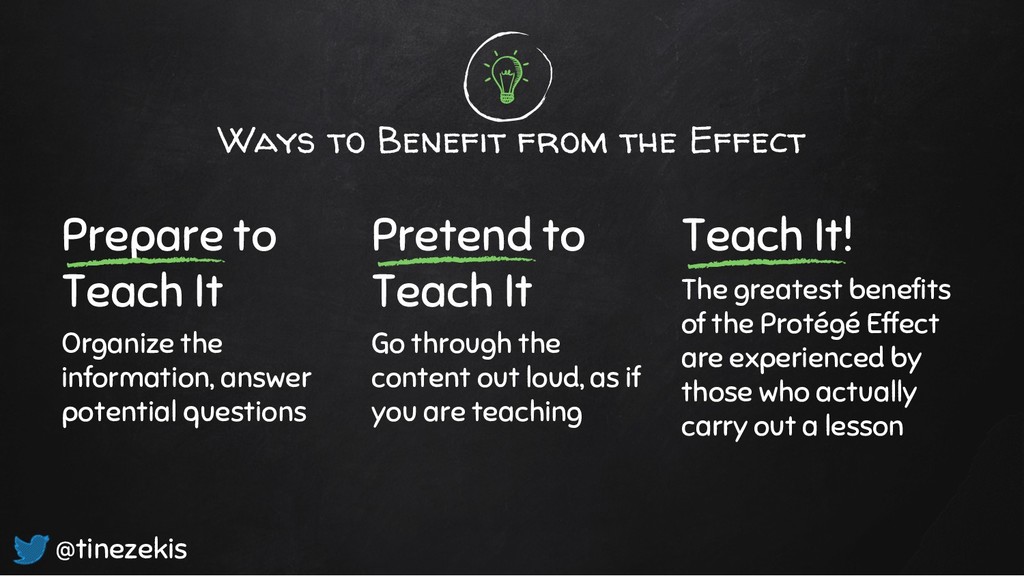 Ways to Benefit from the Effect
Prepare to
Teach It
Organize the
information, answer
potential questions
Pretend to
Teach It
Go through the
content out loud, as if
you are teaching
Teach It!
The greatest benefits
of the Protégé Effect
are experienced by
those who actually
carry out a lesson
@tinezekis